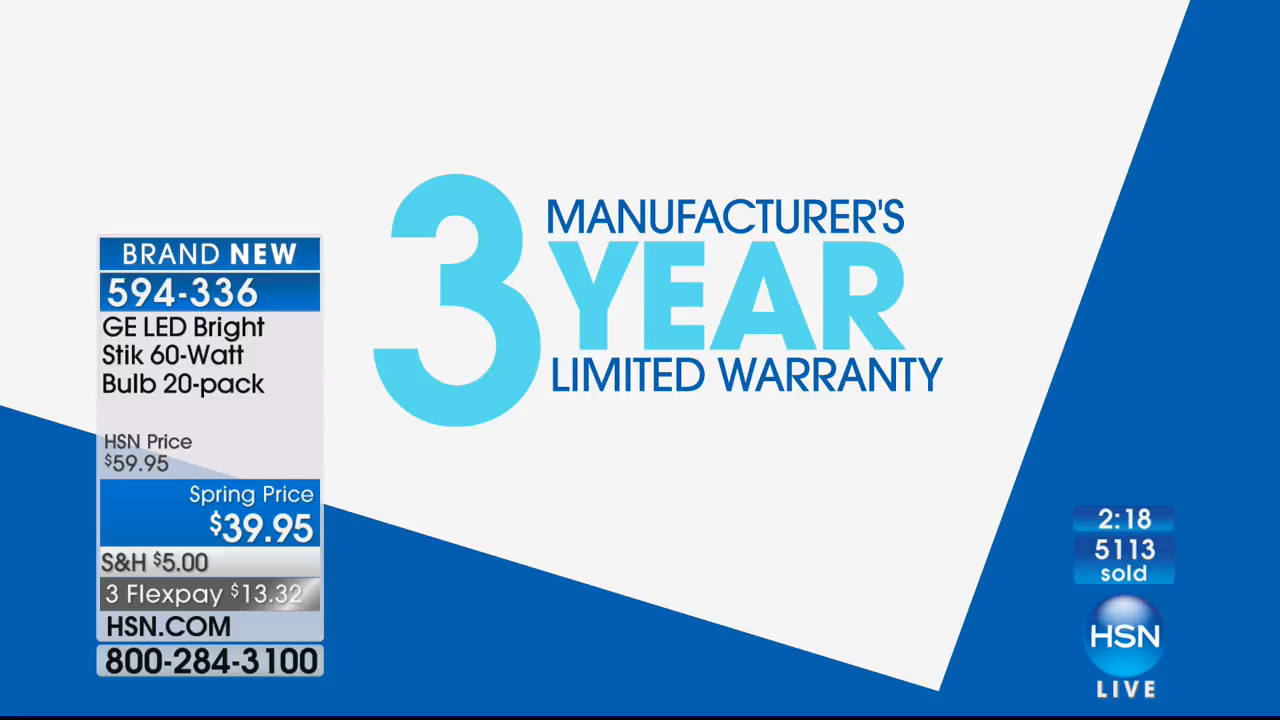 3
MANUFACTURER'S
YEAR
LIMITED WARRANTY
BRAND NEW
594-336
GE LED Bright
Stik 60-Watt
Bulb 20-pack
HSN Price
$59.95
Spring Price
$39.95
S&H $5.00
3 Flexpay $13.32
HSN.COM
800-284-3100
2:18
5113
sold
HSN
LIVE